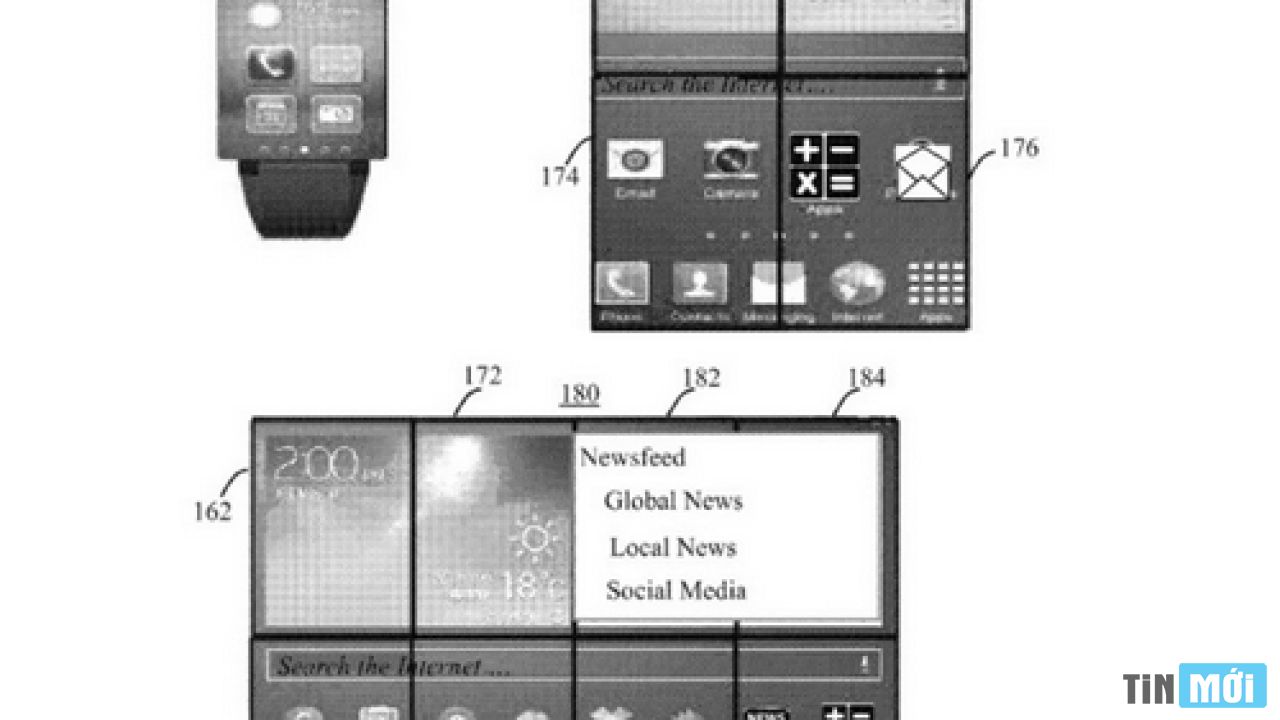 Search the Internet ....
174
176
Email
Camera
Apps
Phone
Contacts
Messaging
Internet
Apps
172
180
182
184
162
2:00
Newsfeed
Global News
Local News
Social Media
18°C
Search the Internet ....
NEWS
TiN MỚI